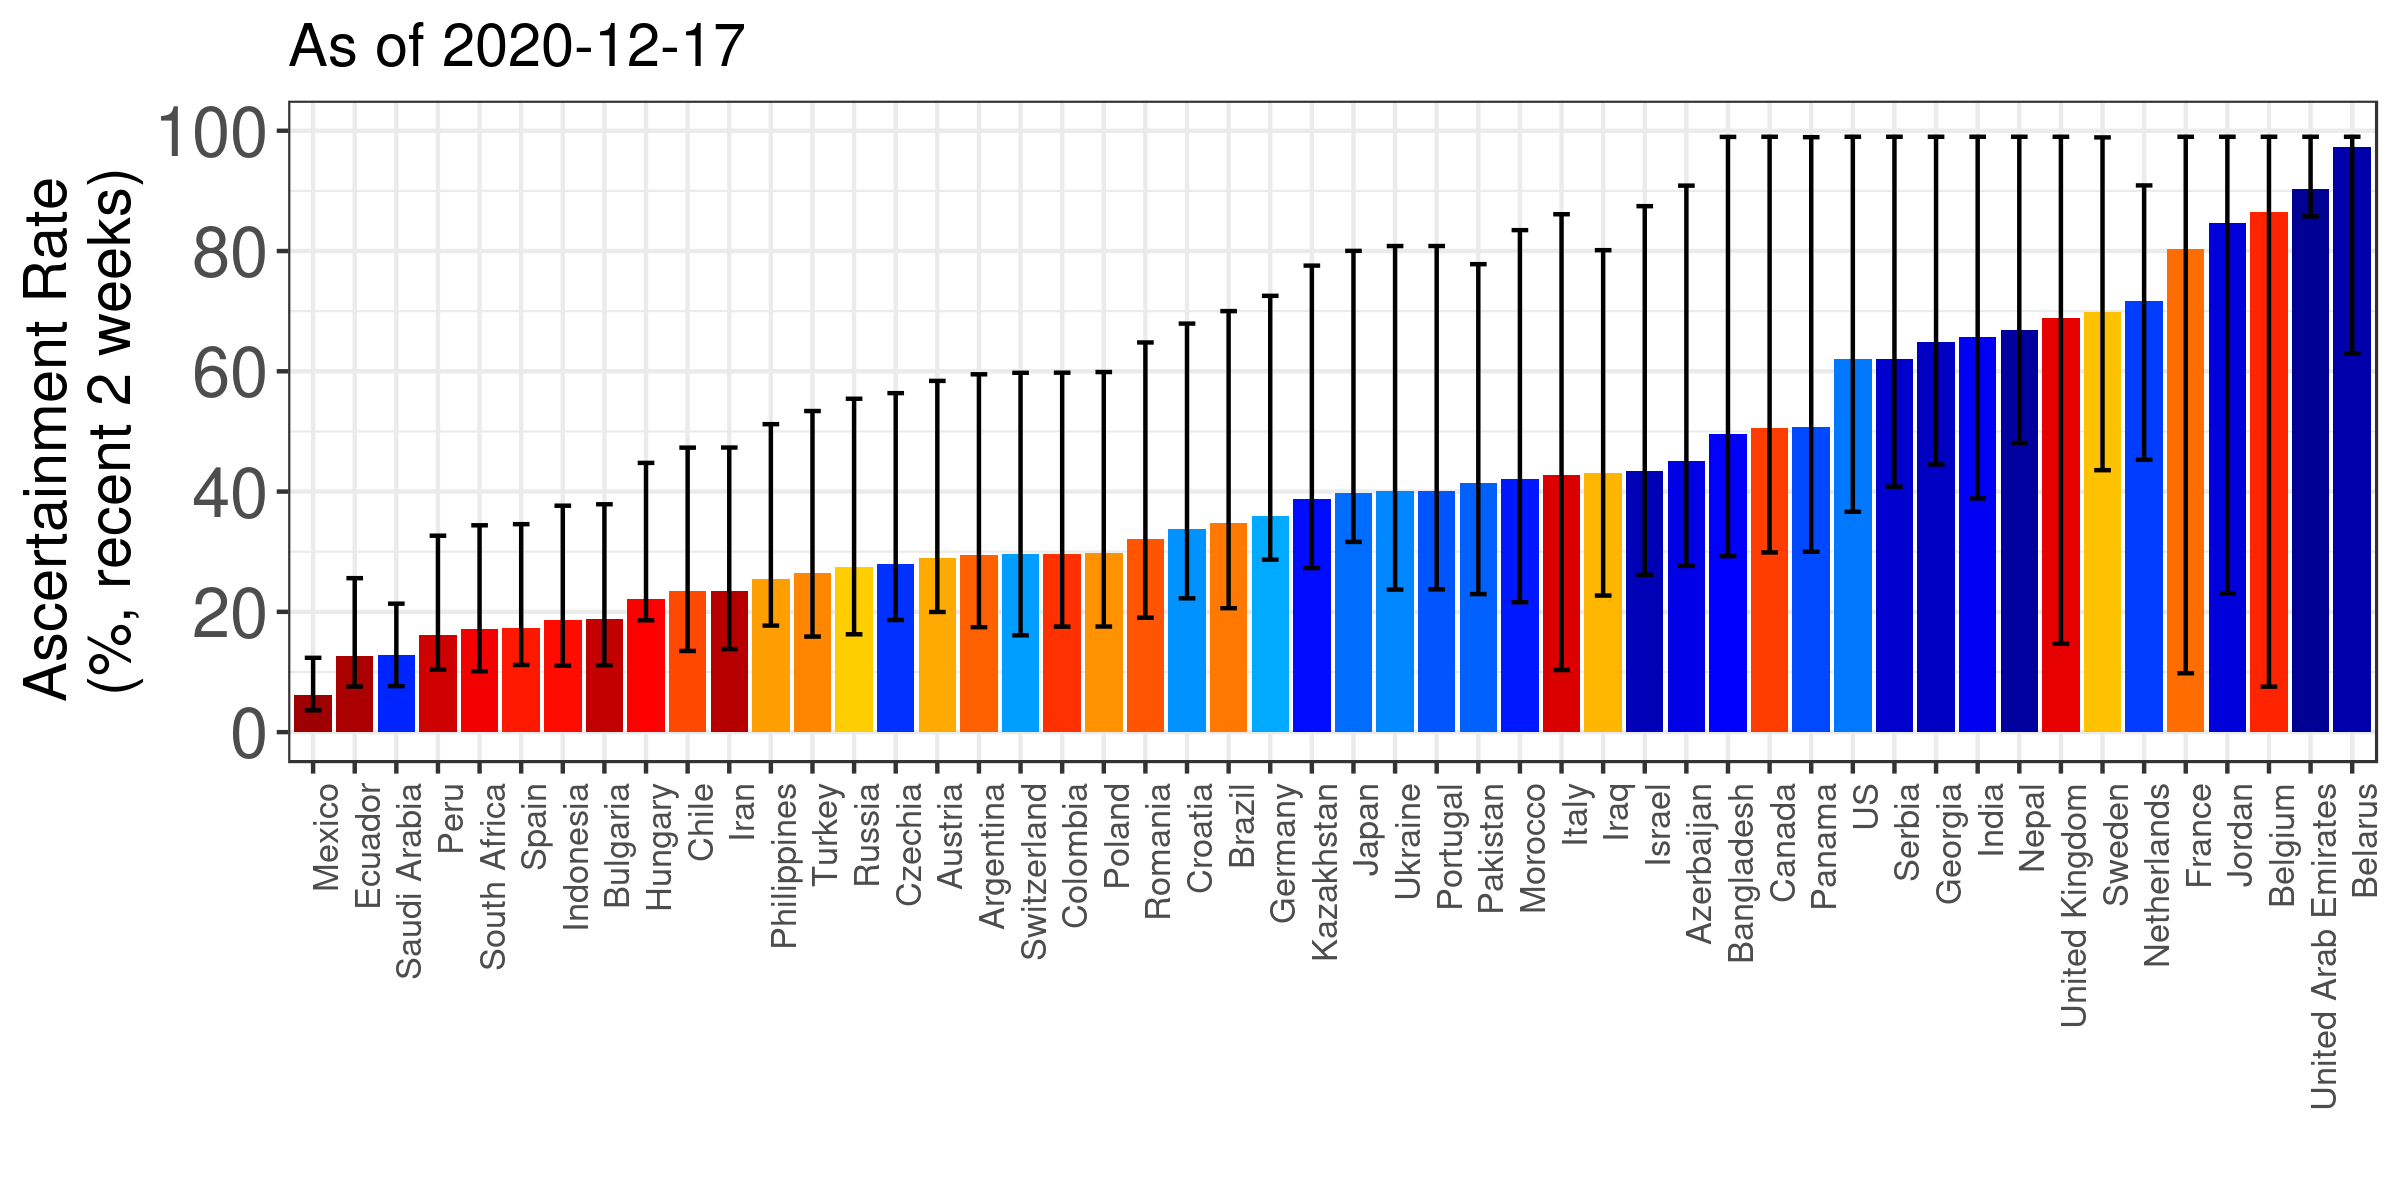 As of 2020-12-17
Ascertainment Rate
(%, recent 2 weeks)
100
80
60
40
20
0
Mexico
Ecuador
Saudi Arabia
Peru
South Africa
Spain
Indonesia
Bulgaria
Hungary
Chile
Iran
Philippines
Turkey
Russia
Czechia
Austria
Argentina
Switzerland
Colombia
Poland
Romania
Croatia
Brazil
Germany
Kazakhstan
Japan
Ukraine
Portugal
Pakistan
Morocco
Italy
Iraq
Israel
Azerbaijan
Bangladesh
Canada
Panama
US
Serbia
Georgia
India
Nepal
United Kingdom
Sweden
Netherlands
France
Jordan
Belgium
United Arab Emirates
Belarus